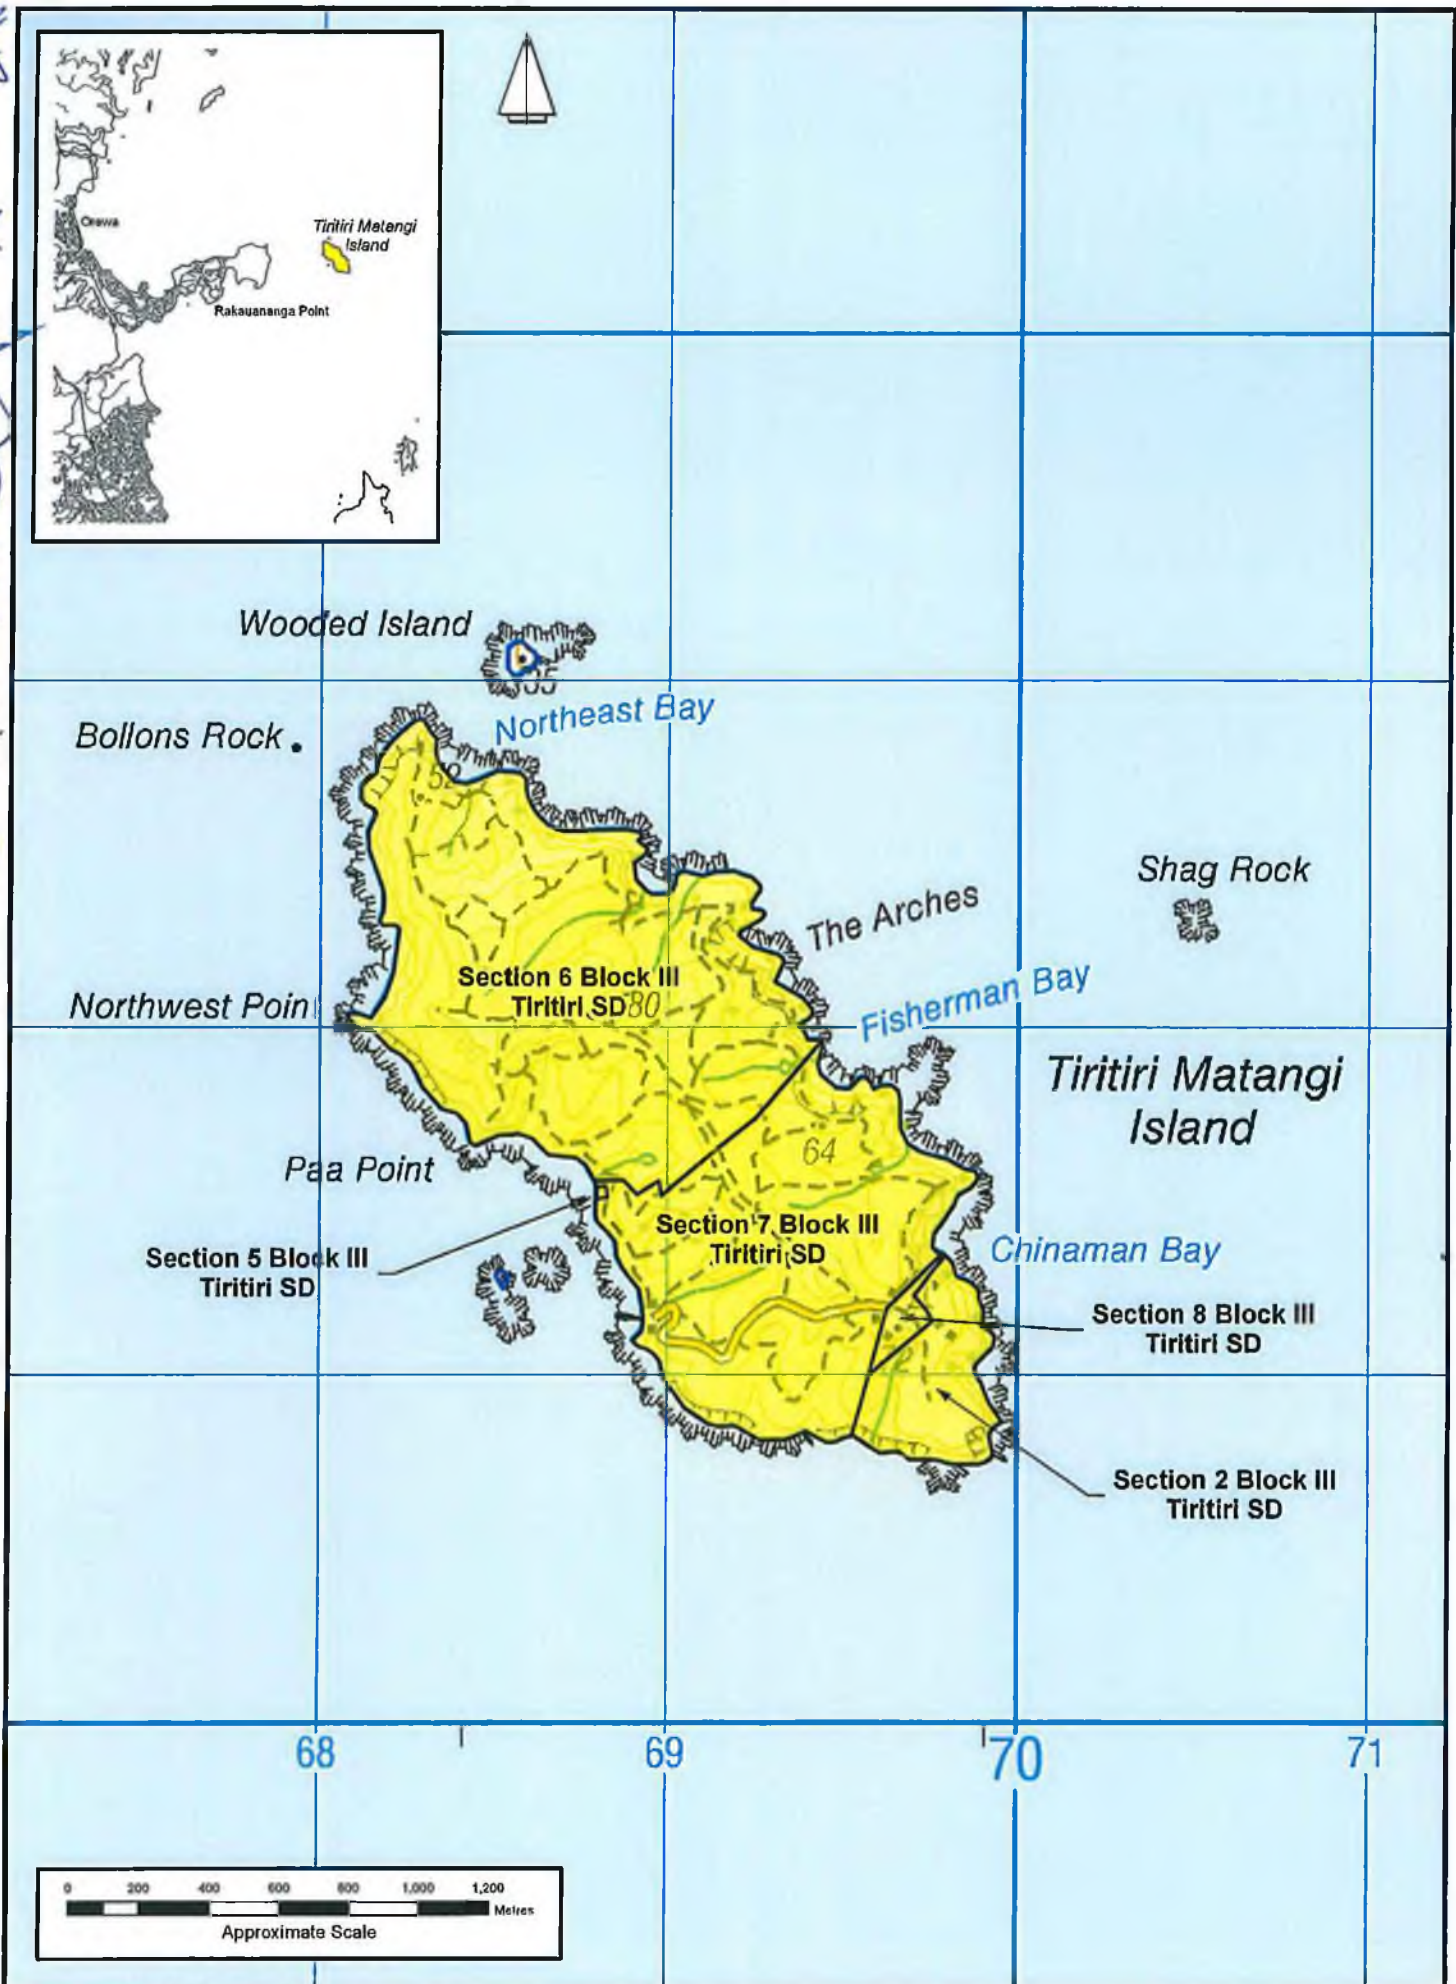 Orewa
Tiritiri Matangi
Island
Rakauananga Point
Wooded Island
Northeast Bay
Bollons Rock
52
Shag Rock
The Arches
Section 6 Block III
Tiritiri SD
80
Northwest Poin
Fisherman Bay
Tiritiri Matangi
Island
64
Paa Point
Section 7 Block III
Tiritiri SD
Section 5 Block III
Tiritiri SD
Chinaman Bay
Section 8 Block III
Tiritiri SD
Section 2 Block III
Tiritiri SD
68
69
70
71
0 200 400 600 800 1,000 1,200
Metres
Approximate Scale